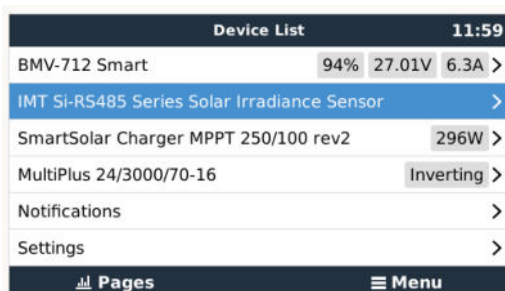 Device List 11:59
BMV-712 Smart 94% 27.01V 6.3A
IMT Si-RS485 Series Solar Irradiance Sensor
SmartSolar Charger MPPT 250/100 rev2 296W
MultiPlus 24/3000/70-16 Inverting
Notifications
Settings
Pages Menu